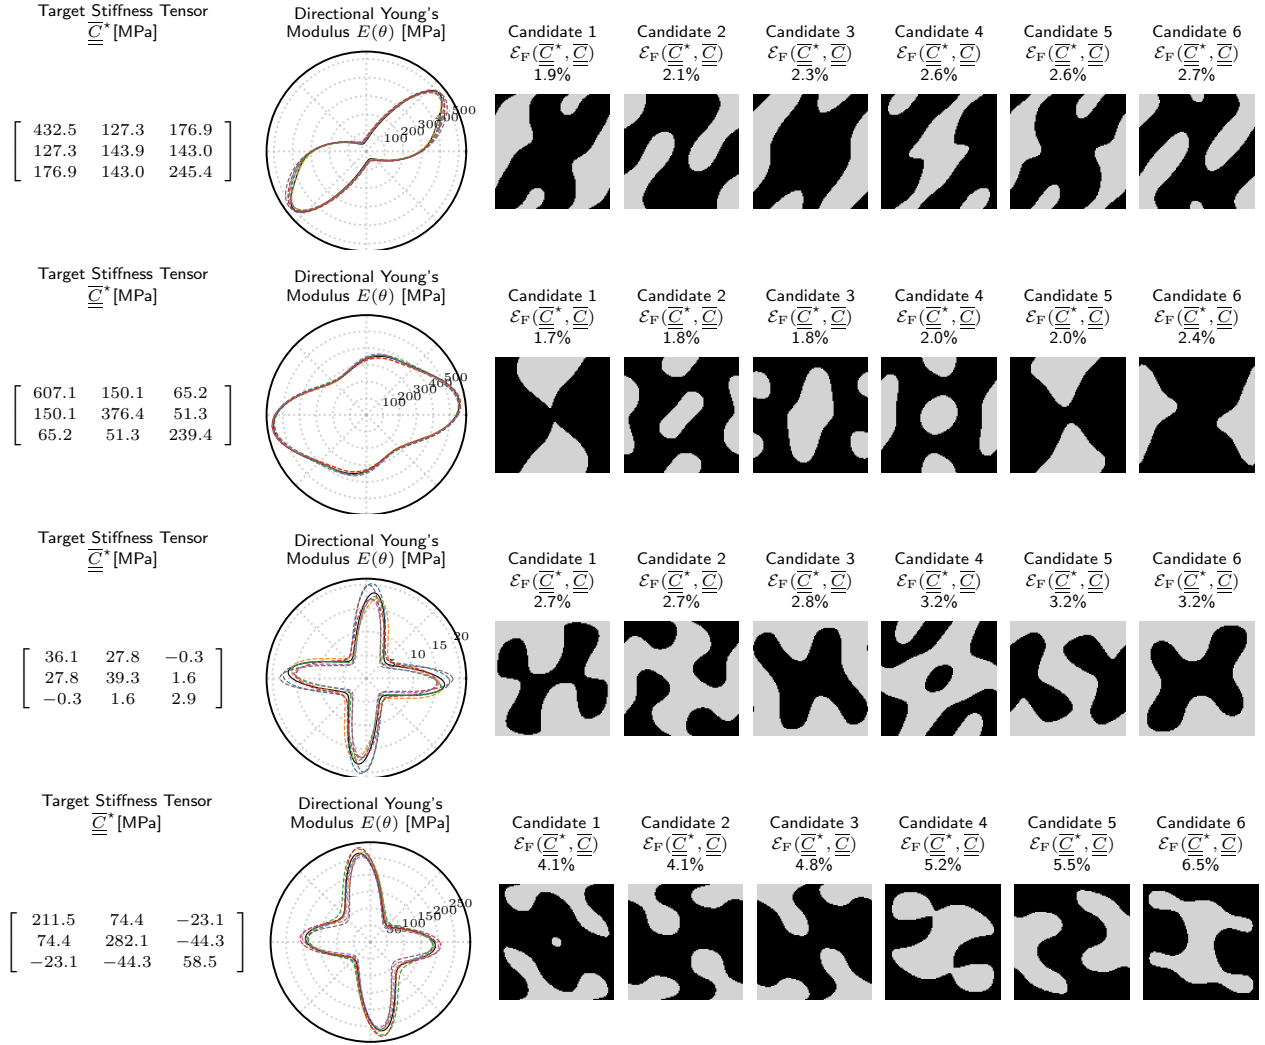 Target Stiffness Tensor
C̿* [MPa]
432.5 127.3 176.9
127.3 143.9 143.0
176.9 143.0 245.4
Directional Young's
Modulus E(θ) [MPa]
100 200 300 400 500
Candidate 1 Candidate 2 Candidate 3 Candidate 4 Candidate 5 Candidate 6
ℰF(C̿*, C̿) ℰF(C̿*, C̿) ℰF(C̿*, C̿) ℰF(C̿*, C̿) ℰF(C̿*, C̿) ℰF(C̿*, C̿)
1.9% 2.1% 2.3% 2.6% 2.6% 2.7%
Target Stiffness Tensor
C̿* [MPa]
607.1 150.1 65.2
150.1 376.4 51.3
65.2 51.3 239.4
Directional Young's
Modulus E(θ) [MPa]
100 200 300 400 500
Candidate 1 Candidate 2 Candidate 3 Candidate 4 Candidate 5 Candidate 6
ℰF(C̿*, C̿) ℰF(C̿*, C̿) ℰF(C̿*, C̿) ℰF(C̿*, C̿) ℰF(C̿*, C̿) ℰF(C̿*, C̿)
1.7% 1.8% 1.8% 2.0% 2.0% 2.4%
Target Stiffness Tensor
C̿* [MPa]
36.1 27.8 −0.3
27.8 39.3 1.6
−0.3 1.6 2.9
Directional Young's
Modulus E(θ) [MPa]
10 15 20
Candidate 1 Candidate 2 Candidate 3 Candidate 4 Candidate 5 Candidate 6
ℰF(C̿*, C̿) ℰF(C̿*, C̿) ℰF(C̿*, C̿) ℰF(C̿*, C̿) ℰF(C̿*, C̿) ℰF(C̿*, C̿)
2.7% 2.7% 2.8% 3.2% 3.2% 3.2%
Target Stiffness Tensor
C̿* [MPa]
211.5 74.4 −23.1
74.4 282.1 −44.3
−23.1 −44.3 58.5
Directional Young's
Modulus E(θ) [MPa]
50 100 150 200 250
Candidate 1 Candidate 2 Candidate 3 Candidate 4 Candidate 5 Candidate 6
ℰF(C̿*, C̿) ℰF(C̿*, C̿) ℰF(C̿*, C̿) ℰF(C̿*, C̿) ℰF(C̿*, C̿) ℰF(C̿*, C̿)
4.1% 4.1% 4.8% 5.2% 5.5% 6.5%